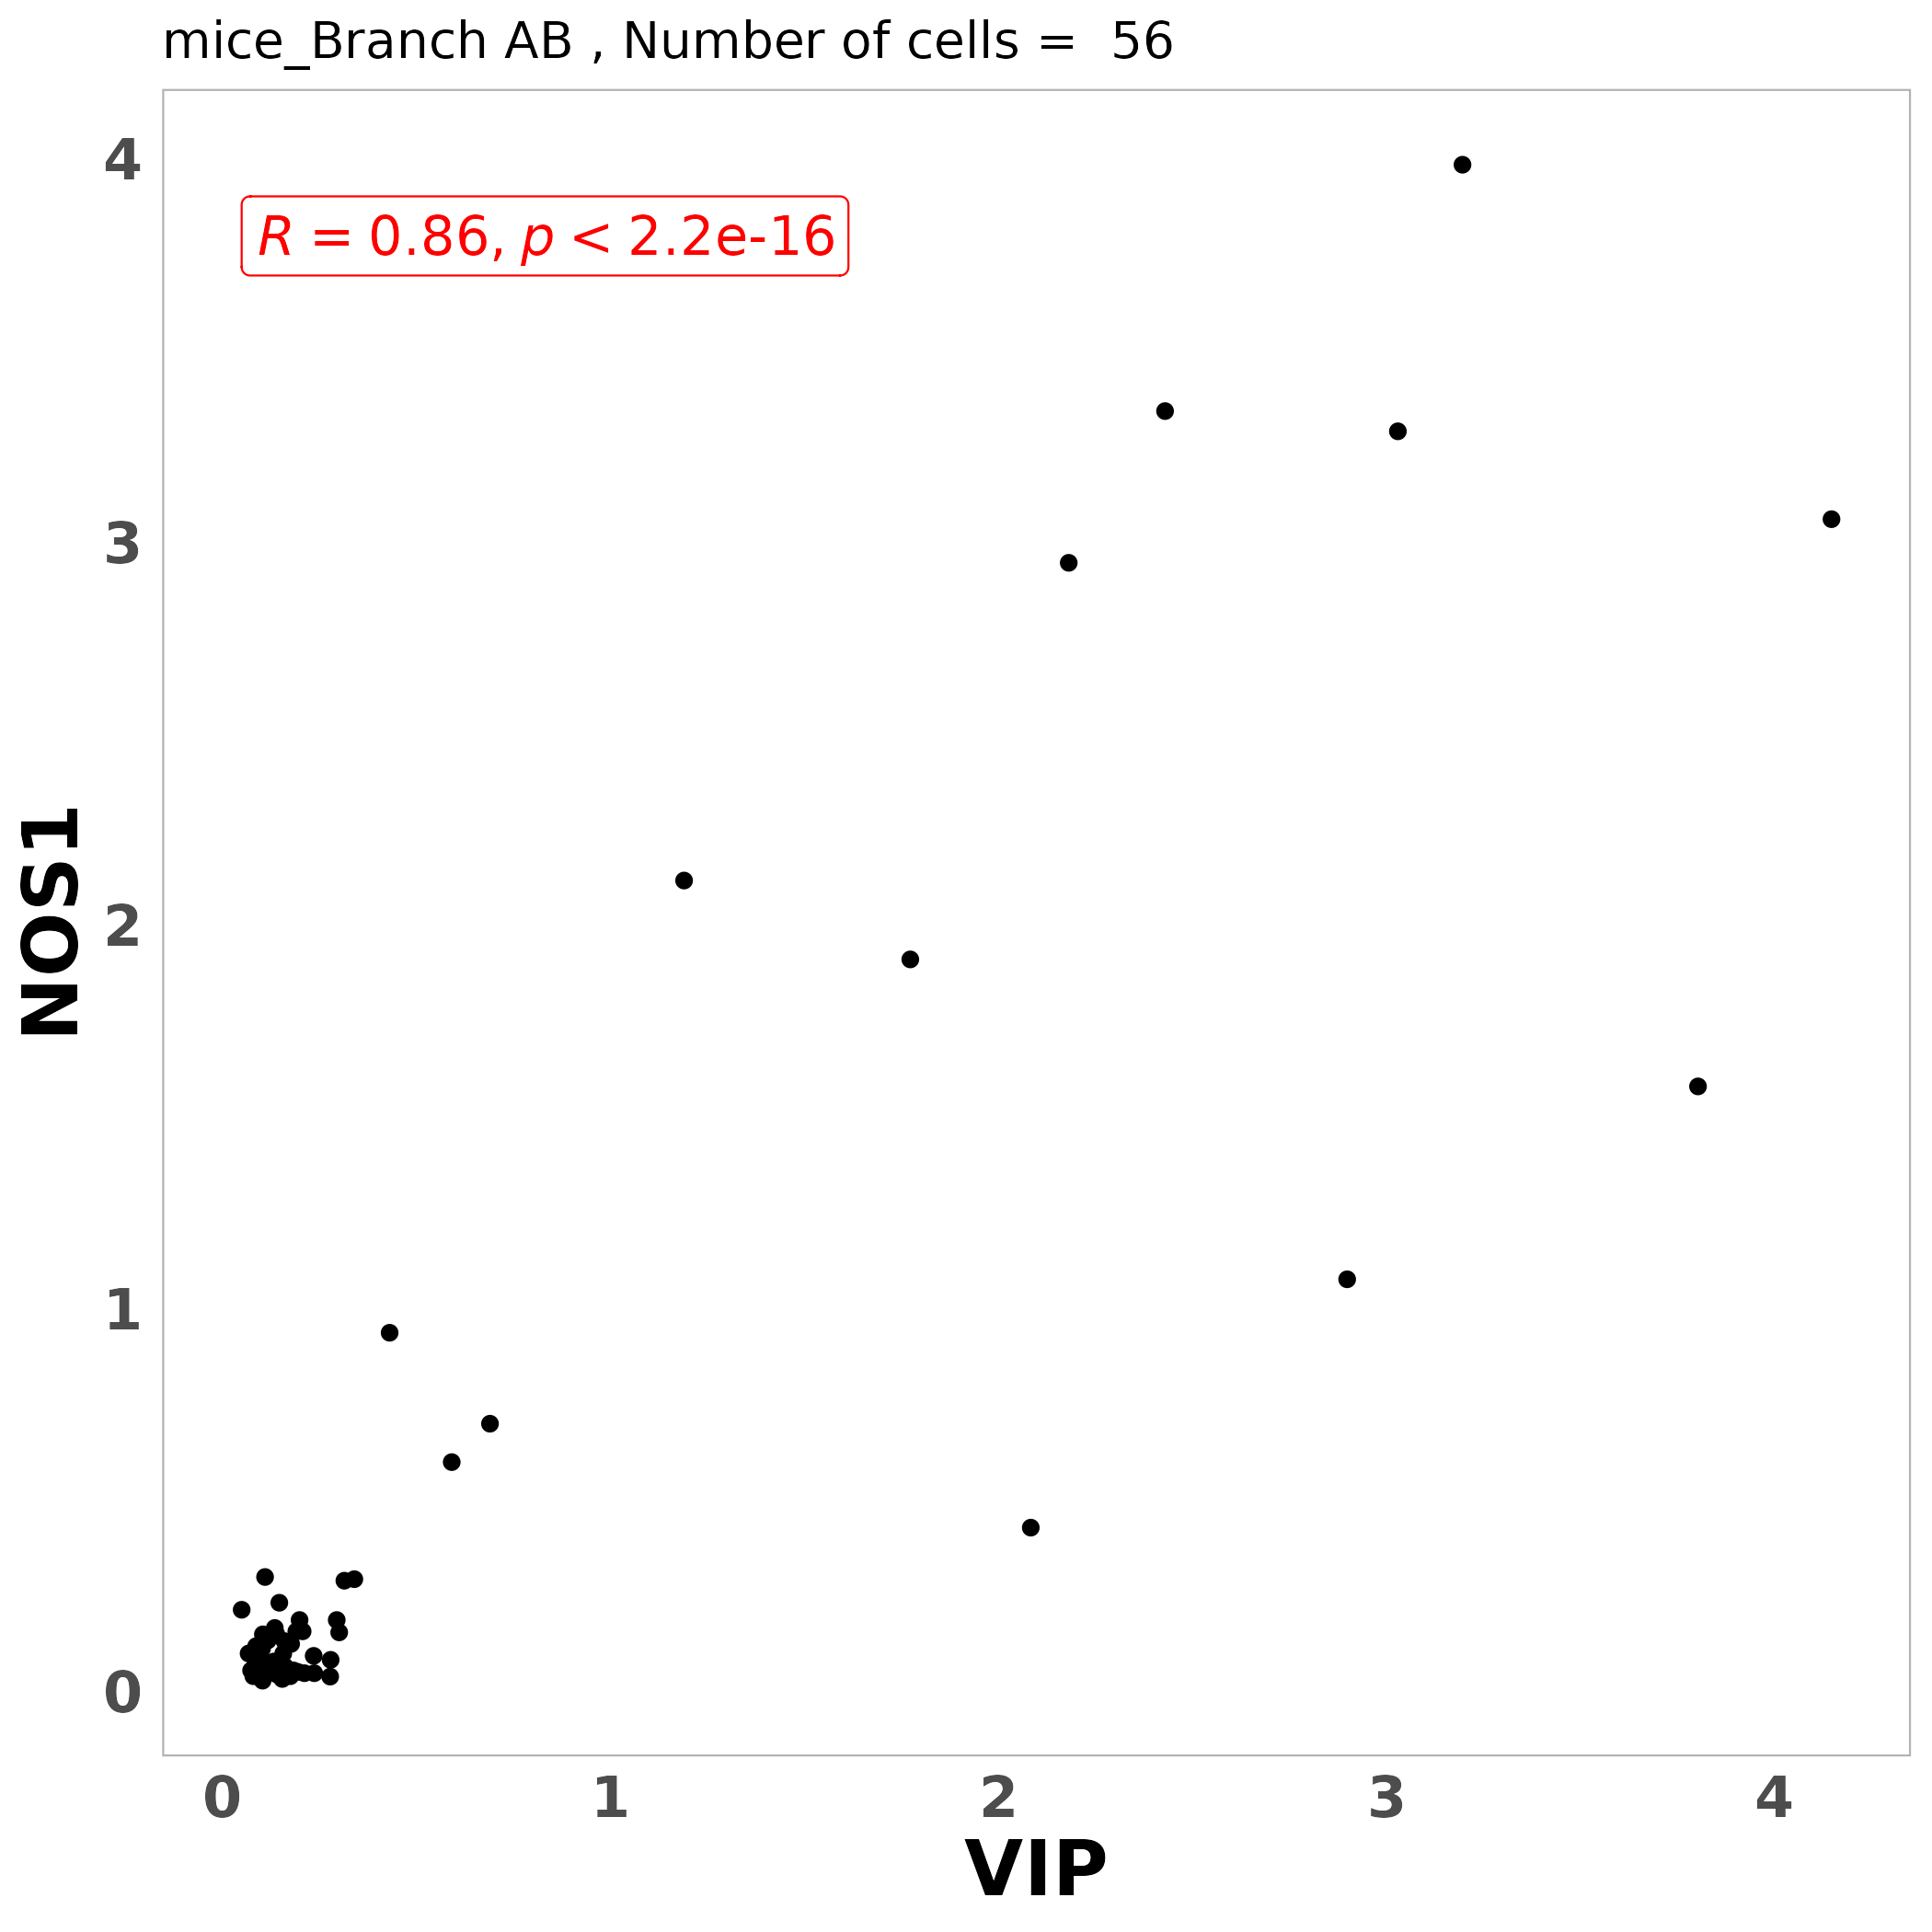 mice_Branch AB , Number of cells =  56
4
R = 0.86, p < 2.2e-16
3
2
1
0
NOS1
0 1 2 3 4
VIP